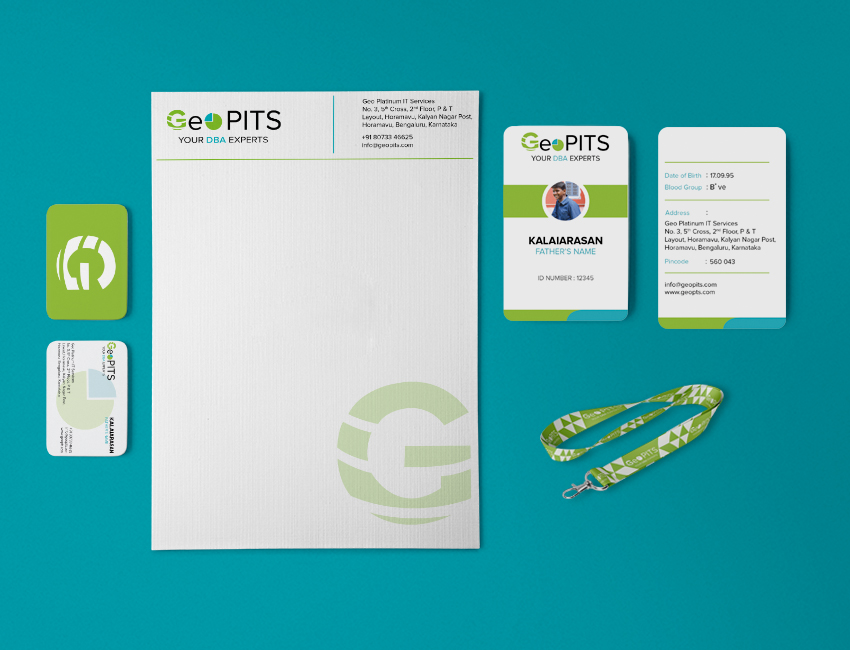 GeoPITS
YOUR DBA EXPERTS
Geo Platinum IT Services
No. 3, 5th Cross, 2nd Floor, P & T
Layout, Horamavu, Kalyan Nagar Post,
Horamavu, Bengaluru, Karnataka
+91 80733 46625
info@geopits.com
GeoPITS
YOUR DBA EXPERTS
KALAIARASAN
FATHER'S NAME
ID NUMBER : 12345
Date of Birth : 17.09.95
Blood Group : B+ ve
Address :
Geo Platinum IT Services
No. 3, 5th Cross, 2nd Floor, P & T
Layout, Horamavu, Kalyan Nagar Post,
Horamavu, Bengaluru, Karnataka
Pincode : 560 043
info@geopits.com
www.geopits.com
G
GeoPITS
YOUR DBA EXPERTS
KALAIARASAN
GeoPITS